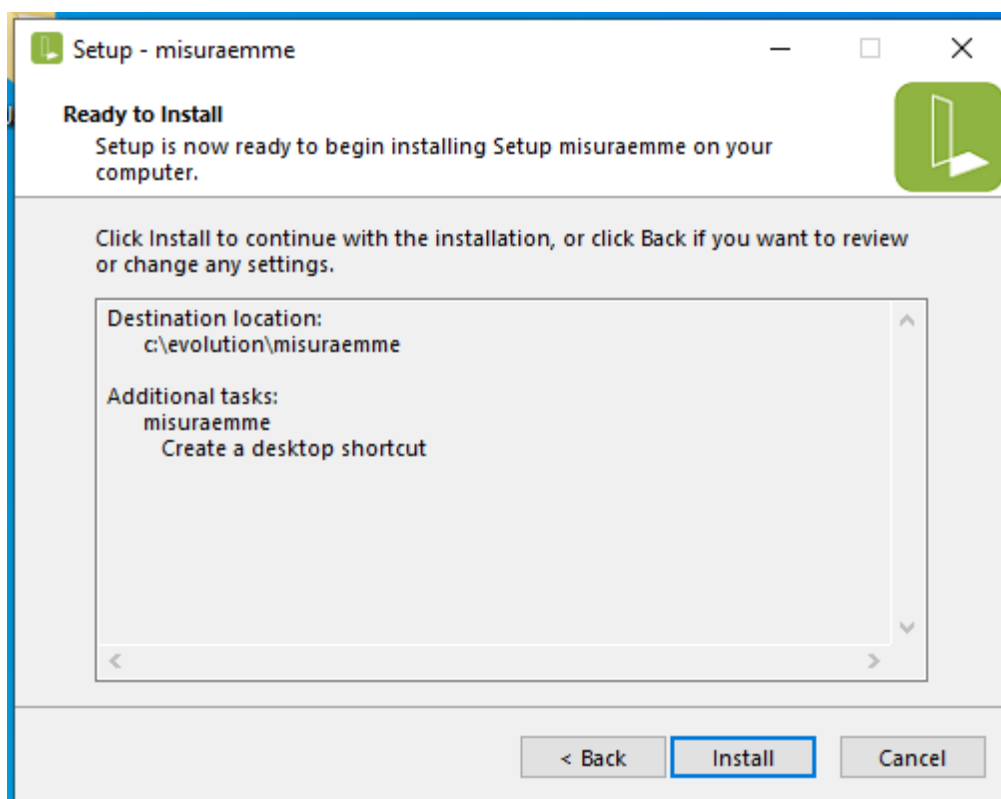 Setup - misuraemme
Ready to Install
Setup is now ready to begin installing Setup misuraemme on your
computer.
Click Install to continue with the installation, or click Back if you want to review
or change any settings.
Destination location:
c:\evolution\misuraemme
Additional tasks:
misuraemme
Create a desktop shortcut
< Back
Install
Cancel